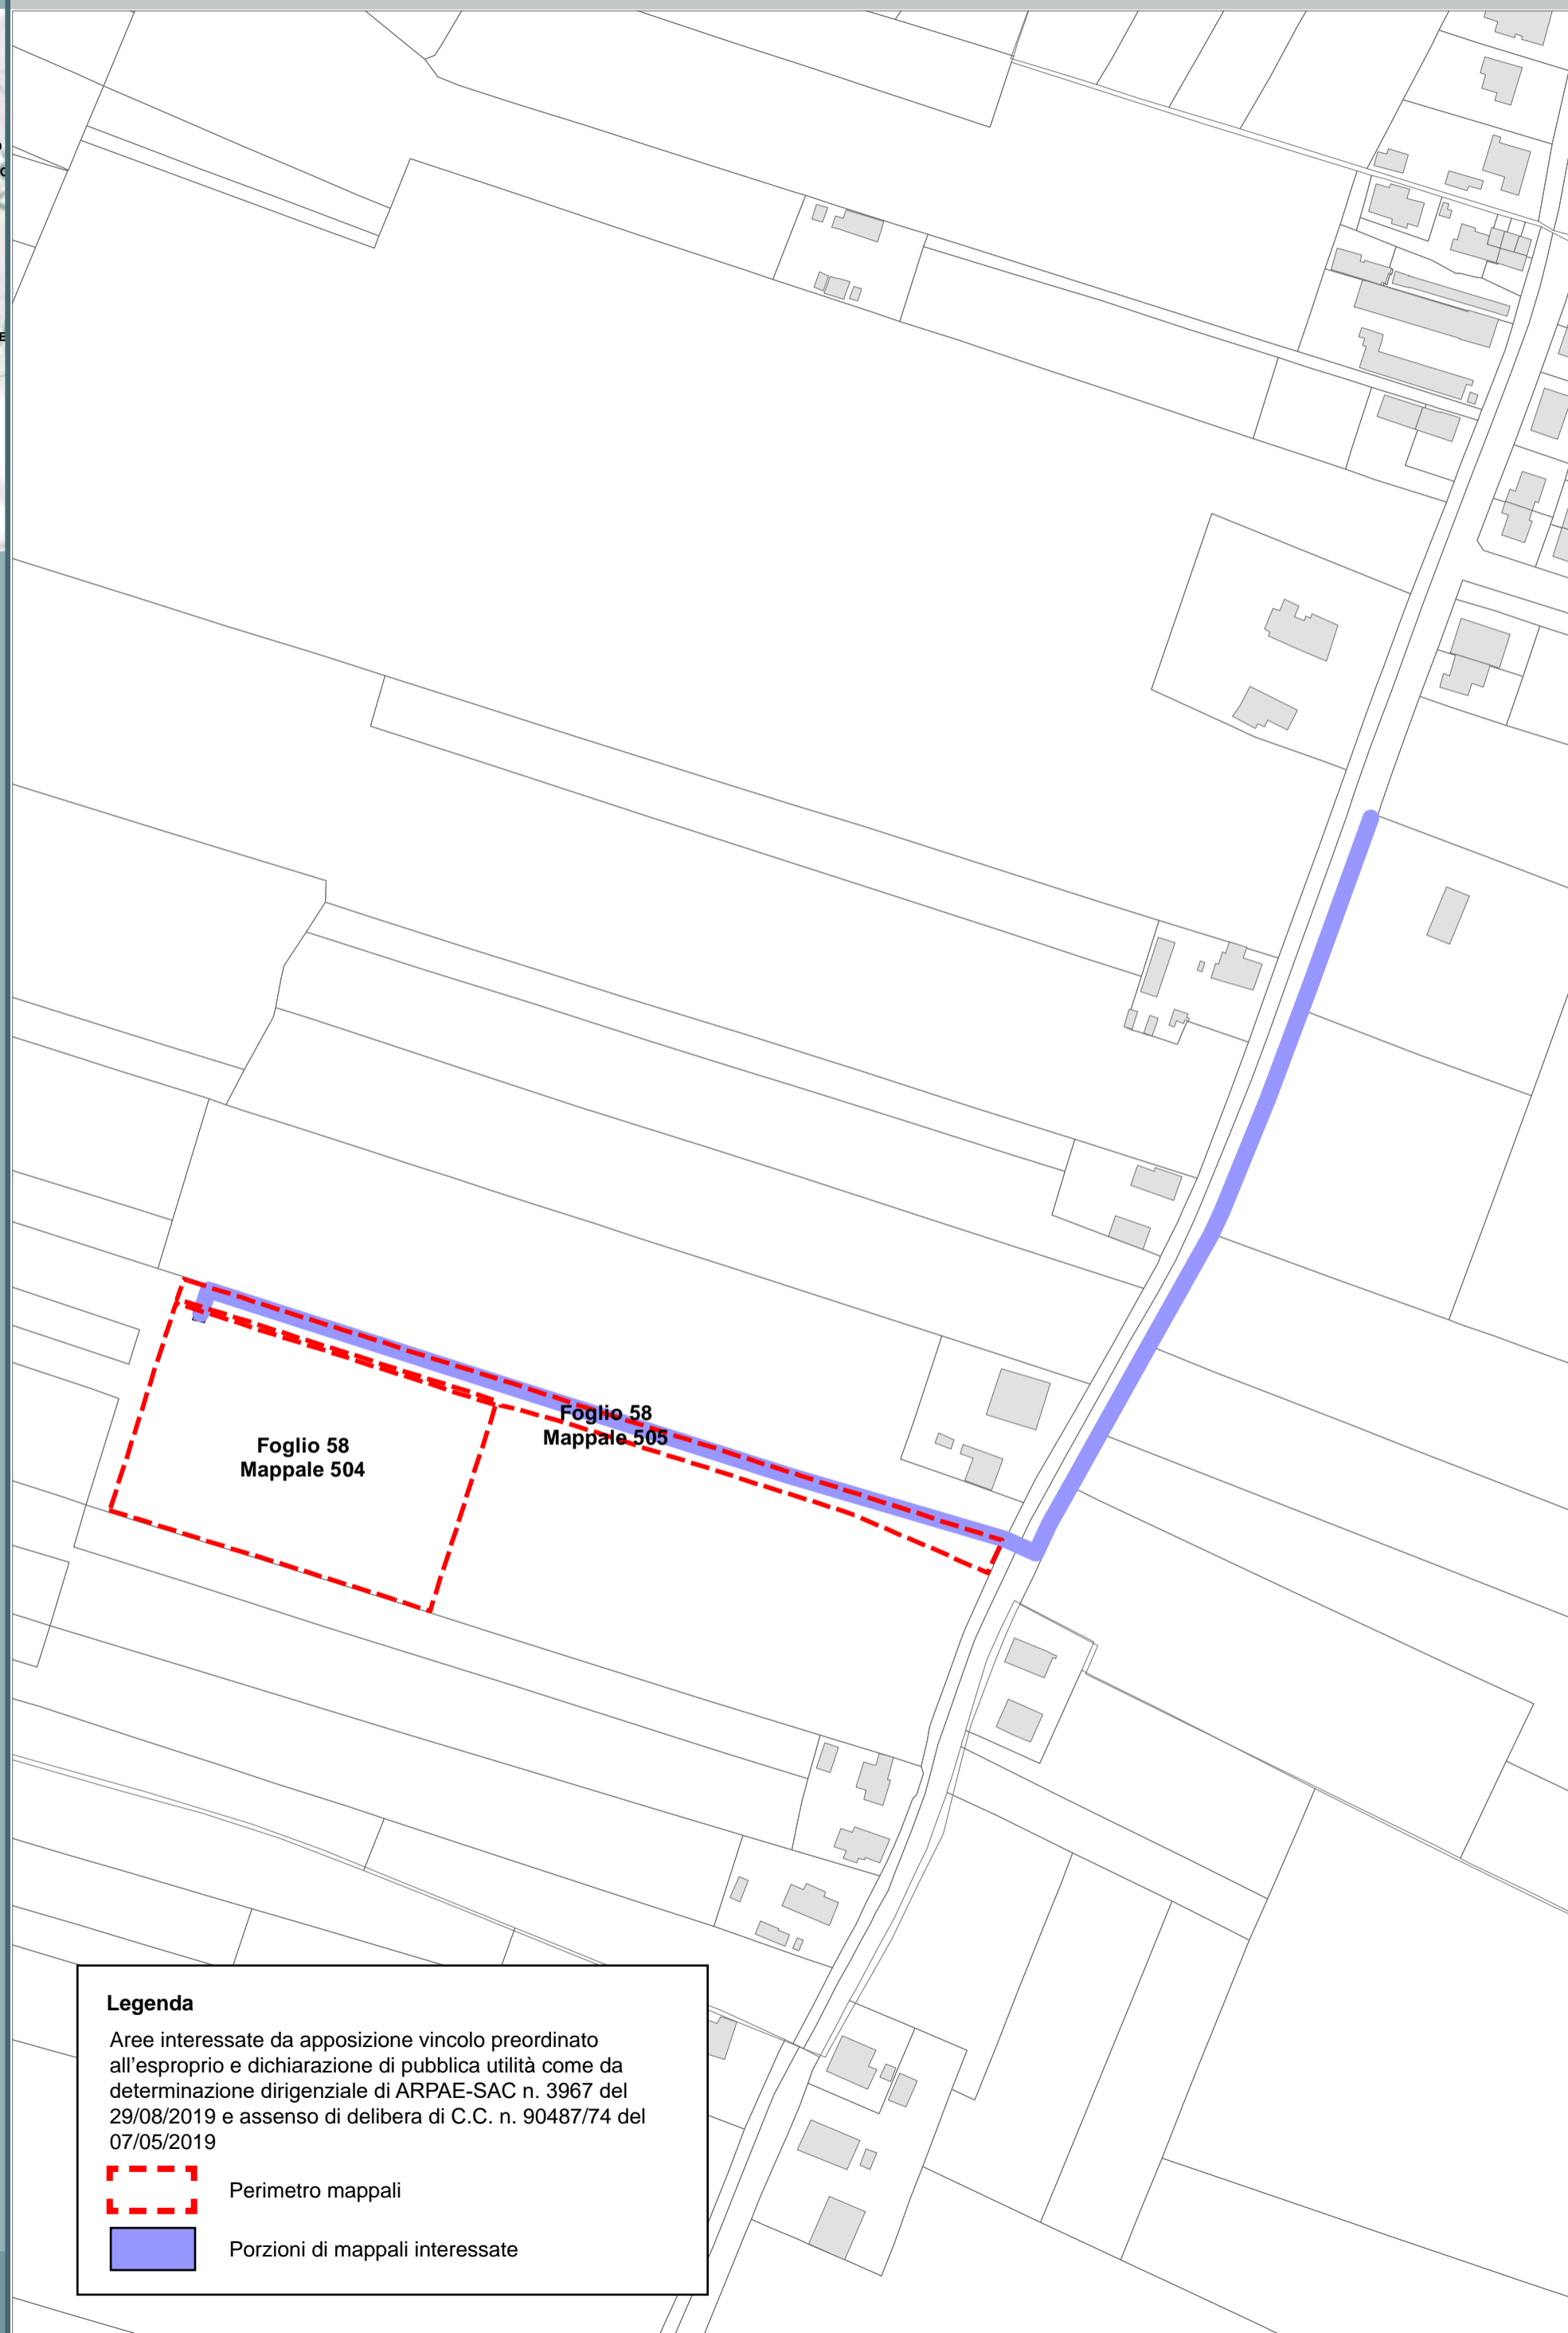 Foglio 58
Mappale 505
Foglio 58
Mappale 504
Legenda
Aree interessate da apposizione vincolo preordinato
all'esproprio e dichiarazione di pubblica utilità come da
determinazione dirigenziale di ARPAE-SAC n. 3967 del
29/08/2019 e assenso di delibera di C.C. n. 90487/74 del
07/05/2019
Perimetro mappali
Porzioni di mappali interessate